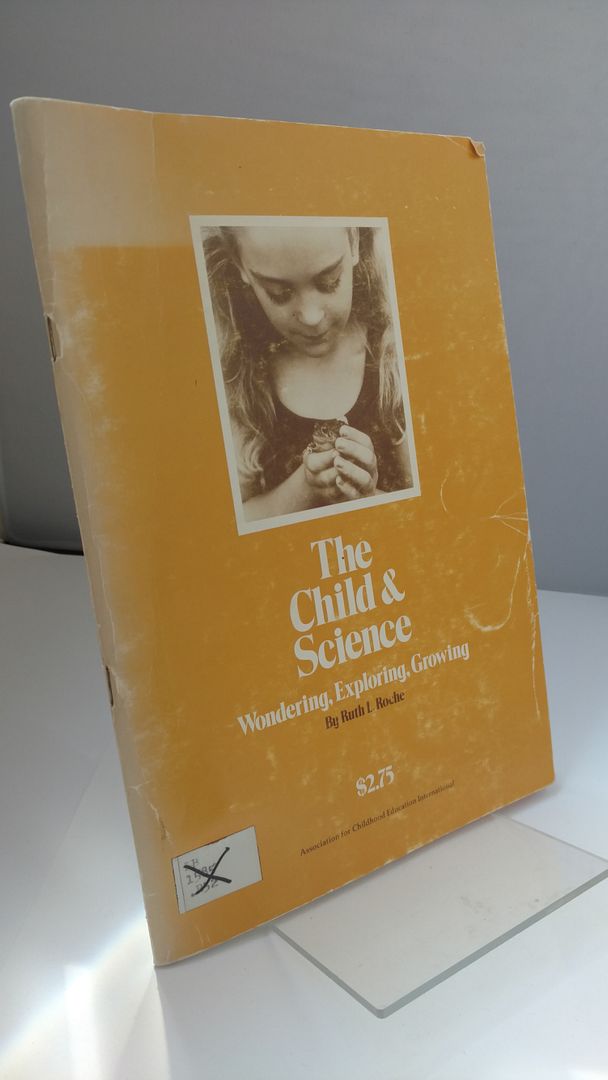 The
Child &
Science
Wondering, Exploring, Growing
By Ruth L. Roche
$2.75
Association for Childhood Education International